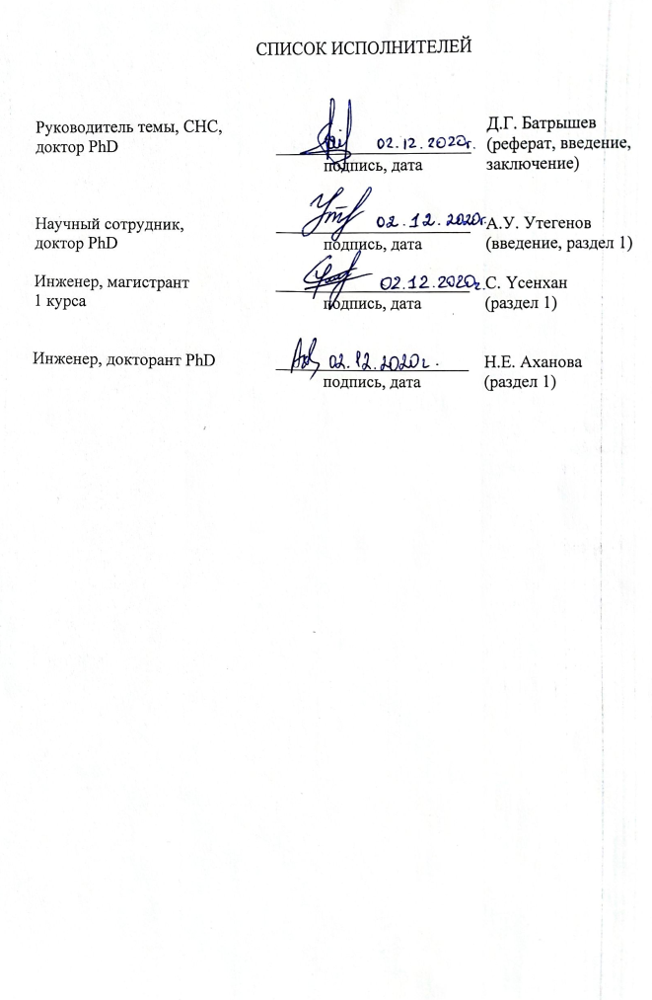 СПИСОК ИСПОЛНИТЕЛЕЙ
Руководитель темы, СНС,
доктор PhD
02.12.2020г.
подпись, дата
Д.Г. Батрышев
(реферат, введение,
заключение)
Научный сотрудник,
доктор PhD
02.12.2020г
подпись, дата
А.У. Утегенов
(введение, раздел 1)
Инженер, магистрант
1 курса
02.12.2020г.
подпись, дата
С. Үсенхан
(раздел 1)
Инженер, докторант PhD
02.12.2020г.
подпись, дата
Н.Е. Аханова
(раздел 1)